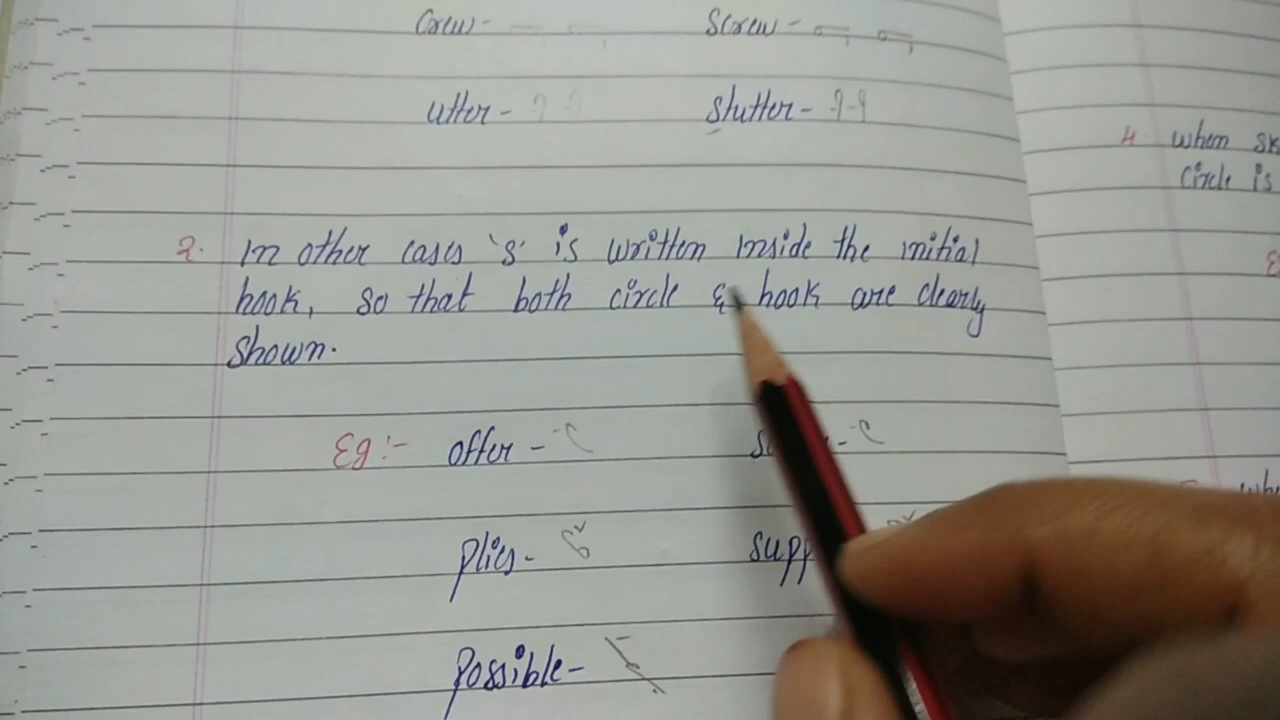 Crew - Screw -
Utter - Stutter -
2. In other cases 's' is written inside the initial
hook, so that both circle & hook are clearly
shown.
Eg:- Offer -
Plies - supp
Possible -
4 when
circle is